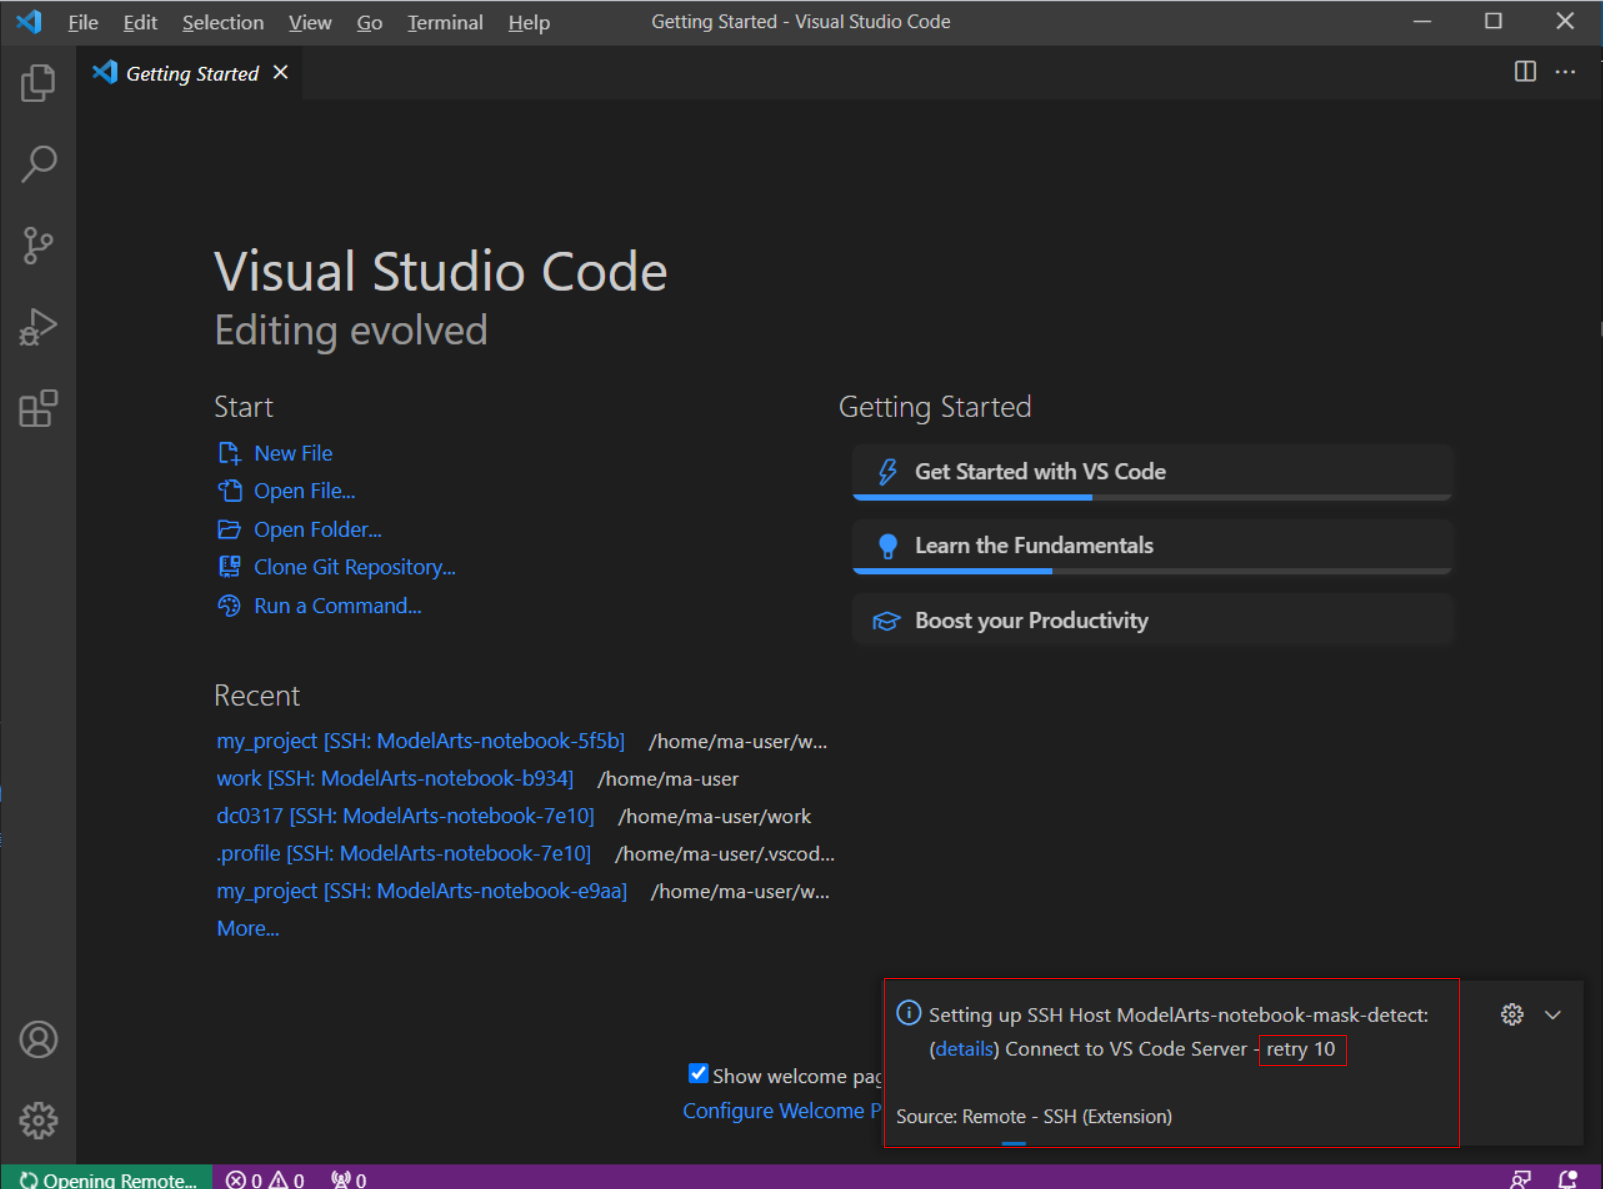 File Edit Selection View Go Terminal Help Getting Started - Visual Studio Code
Getting Started
Visual Studio Code
Editing evolved
Start
New File
Open File...
Open Folder...
Clone Git Repository...
Run a Command...
Getting Started
Get Started with VS Code
Learn the Fundamentals
Boost your Productivity
Recent
my_project [SSH: ModelArts-notebook-5f5b] /home/ma-user/w...
work [SSH: ModelArts-notebook-b934] /home/ma-user
dc0317 [SSH: ModelArts-notebook-7e10] /home/ma-user/work
.profile [SSH: ModelArts-notebook-7e10] /home/ma-user/.vscod...
my_project [SSH: ModelArts-notebook-e9aa] /home/ma-user/w...
More...
Show welcome pag
Configure Welcome P
Setting up SSH Host ModelArts-notebook-mask-detect:
(details) Connect to VS Code Server - retry 10
Source: Remote - SSH (Extension)
Opening Remote... 0 0 0